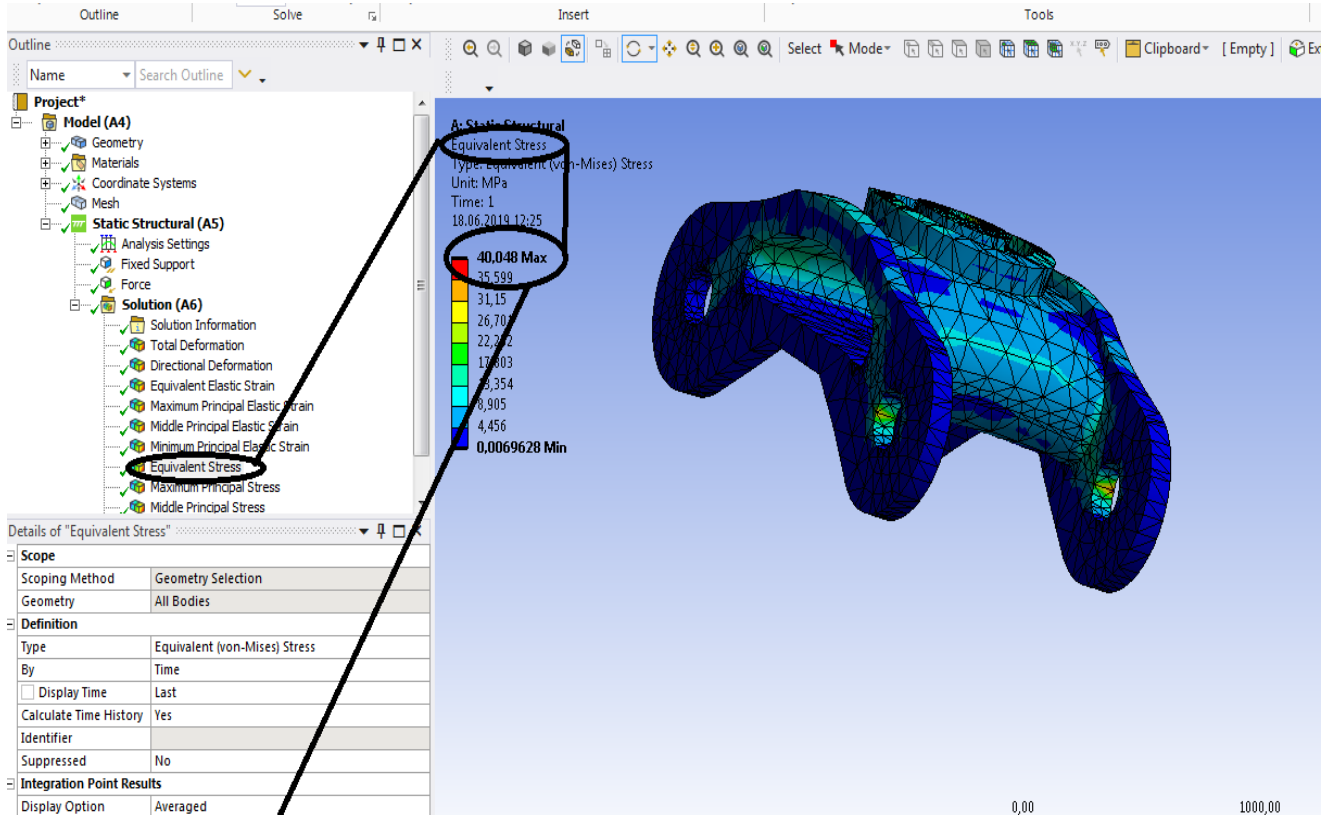 Outline
Solve
Insert
Tools
Outline
Name
Search Outline
Select
Mode
Clipboard
[Empty]
Project*
Model (A4)
Geometry
Materials
Coordinate Systems
Mesh
Static Structural (A5)
Analysis Settings
Fixed Support
Force
Solution (A6)
Solution Information
Total Deformation
Directional Deformation
Equivalent Elastic Strain
Maximum Principal Elastic Strain
Middle Principal Elastic Strain
Minimum Principal Elastic Strain
Equivalent Stress
Maximum Principal Stress
Middle Principal Stress
Details of "Equivalent Stress"
Scope
Scoping Method Geometry Selection
Geometry All Bodies
Definition
Type Equivalent (von-Mises) Stress
By Time
Display Time Last
Calculate Time History Yes
Identifier
Suppressed No
Integration Point Results
Display Option Averaged
A: Static Structural
Equivalent Stress
Type: Equivalent (von-Mises) Stress
Unit: MPa
Time: 1
18.06.2019 12:25
40,048 Max
35,599
31,15
26,701
17,803
13,354
8,905
4,456
0,0069628 Min
0,00
1000,00